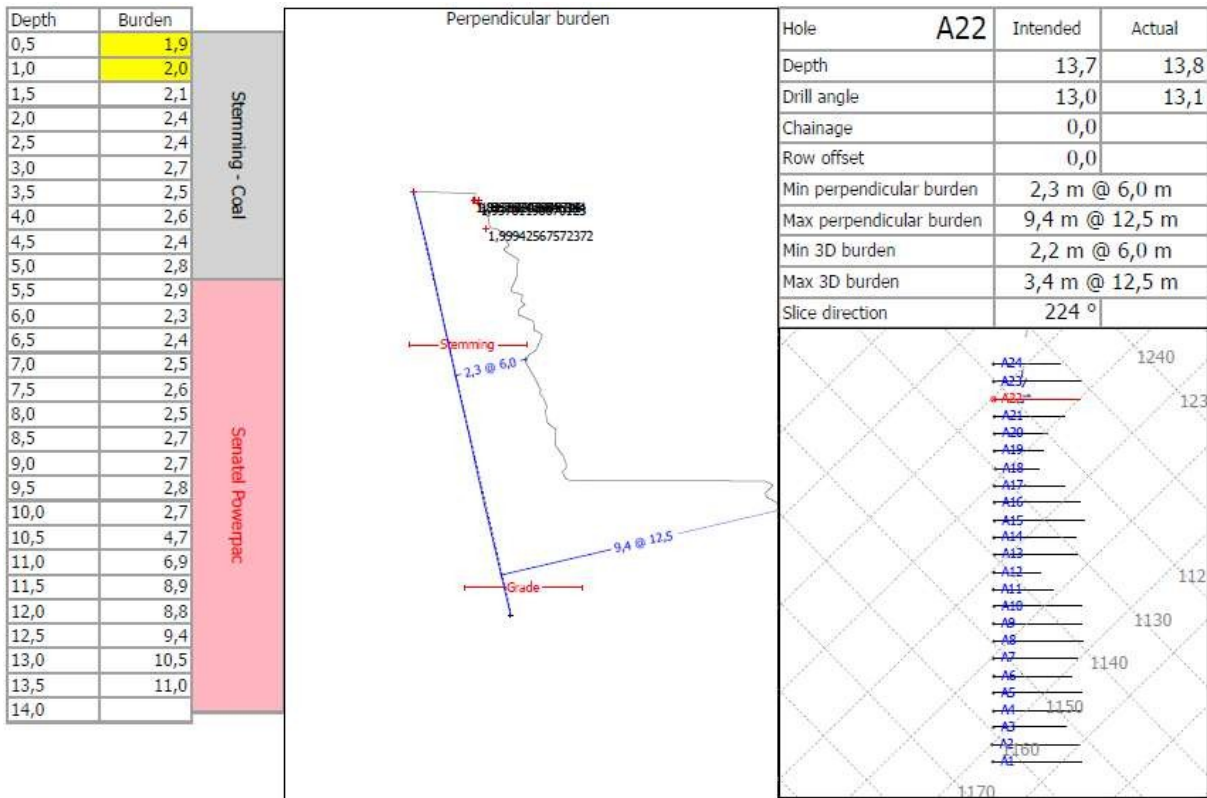 Depth Burden
0,5 1,9
1,0 2,0
1,5 2,1
2,0 2,4
2,5 2,4
3,0 2,7
3,5 2,5
4,0 2,6
4,5 2,4
5,0 2,8
5,5 2,9
6,0 2,3
6,5 2,4
7,0 2,5
7,5 2,6
8,0 2,5
8,5 2,7
9,0 2,7
9,5 2,8
10,0 2,7
10,5 4,7
11,0 6,9
11,5 8,9
12,0 8,8
12,5 9,4
13,0 10,5
13,5 11,0
14,0
Stemming - Coal
Senatel Powerpac
Perpendicular burden
1,99942567572372
Stemming
2,3 @ 6,0
9,4 @ 12,5
Grade
Hole A22 Intended Actual
Depth 13,7 13,8
Drill angle 13,0 13,1
Chainage 0,0
Row offset 0,0
Min perpendicular burden 2,3 m @ 6,0 m
Max perpendicular burden 9,4 m @ 12,5 m
Min 3D burden 2,2 m @ 6,0 m
Max 3D burden 3,4 m @ 12,5 m
Slice direction 224 °
1240
A24
A23
123
A22
A21
A20
A19
A18
A17
A16
A15
A14
A13
A12
112
A11
A10
A9
1130
A8
A7
1140
A6
A5
A4
1150
A3
A2
1160
A1
1170